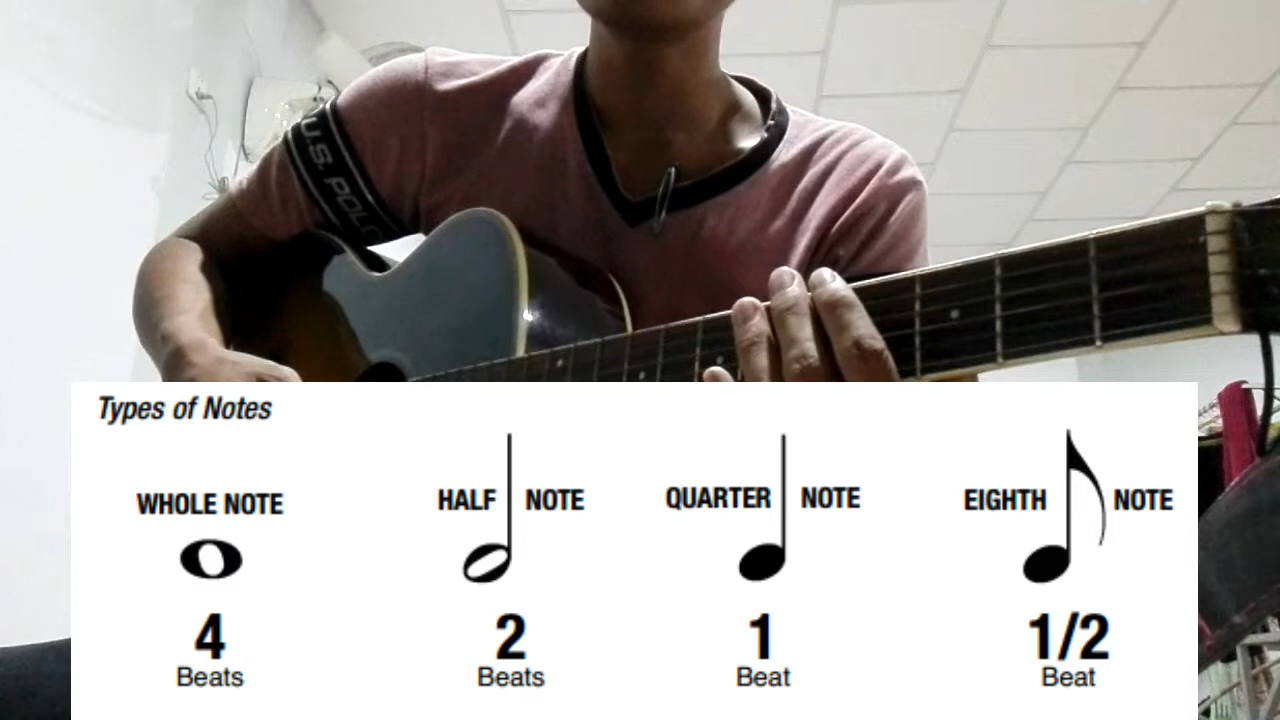 U.S. POLO
Types of Notes
WHOLE NOTE
HALF NOTE
QUARTER NOTE
EIGHTH NOTE
4
Beats
2
Beats
1
Beat
1/2
Beat